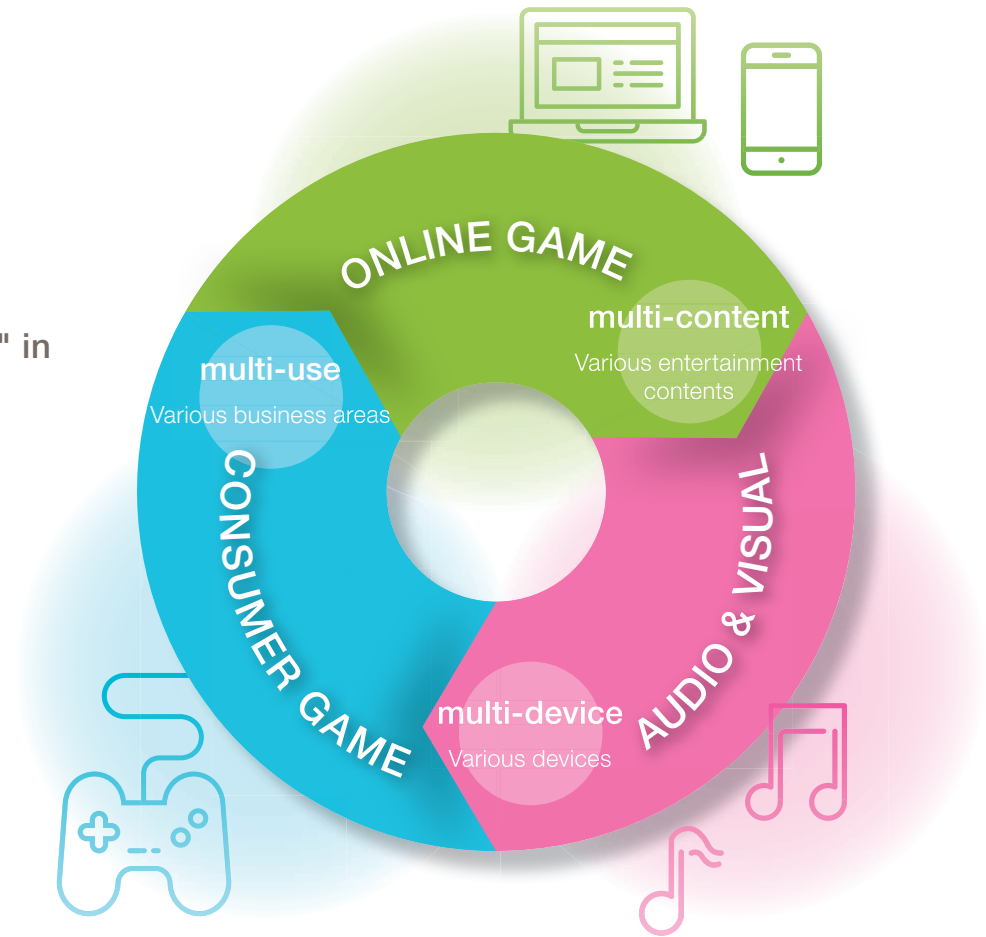 ONLINE GAME
multi-content
Various entertainment
contents
" in
multi-use
Various business areas
CONSUMER GAME
AUDIO & VISUAL
multi-device
Various devices